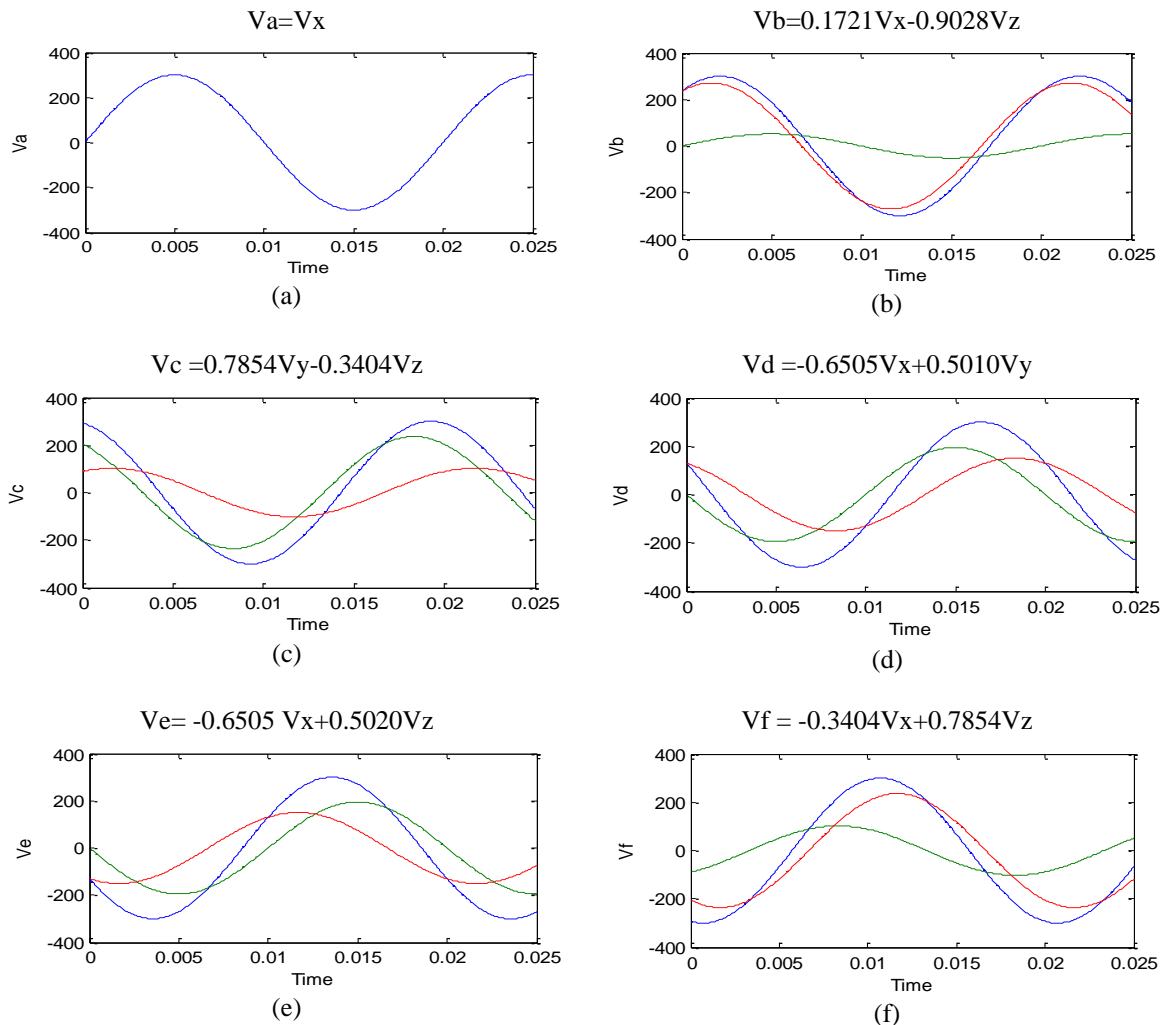 Va=Vx
400
200
0
-200
-400
Va
0 0.005 0.01 0.015 0.02 0.025
Time
(a)
Vb=0.1721Vx-0.9028Vz
400
200
0
-200
-400
Vb
0 0.005 0.01 0.015 0.02 0.025
Time
(b)
Vc =0.7854Vy-0.3404Vz
400
200
0
-200
-400
Vc
0 0.005 0.01 0.015 0.02 0.025
Time
(c)
Vd =-0.6505Vx+0.5010Vy
400
200
0
-200
-400
Vd
0 0.005 0.01 0.015 0.02 0.025
Time
(d)
Ve= -0.6505 Vx+0.5020Vz
400
200
0
-200
-400
Ve
0 0.005 0.01 0.015 0.02 0.025
Time
(e)
Vf = -0.3404Vx+0.7854Vz
400
200
0
-200
-400
Vf
0 0.005 0.01 0.015 0.02 0.025
Time
(f)